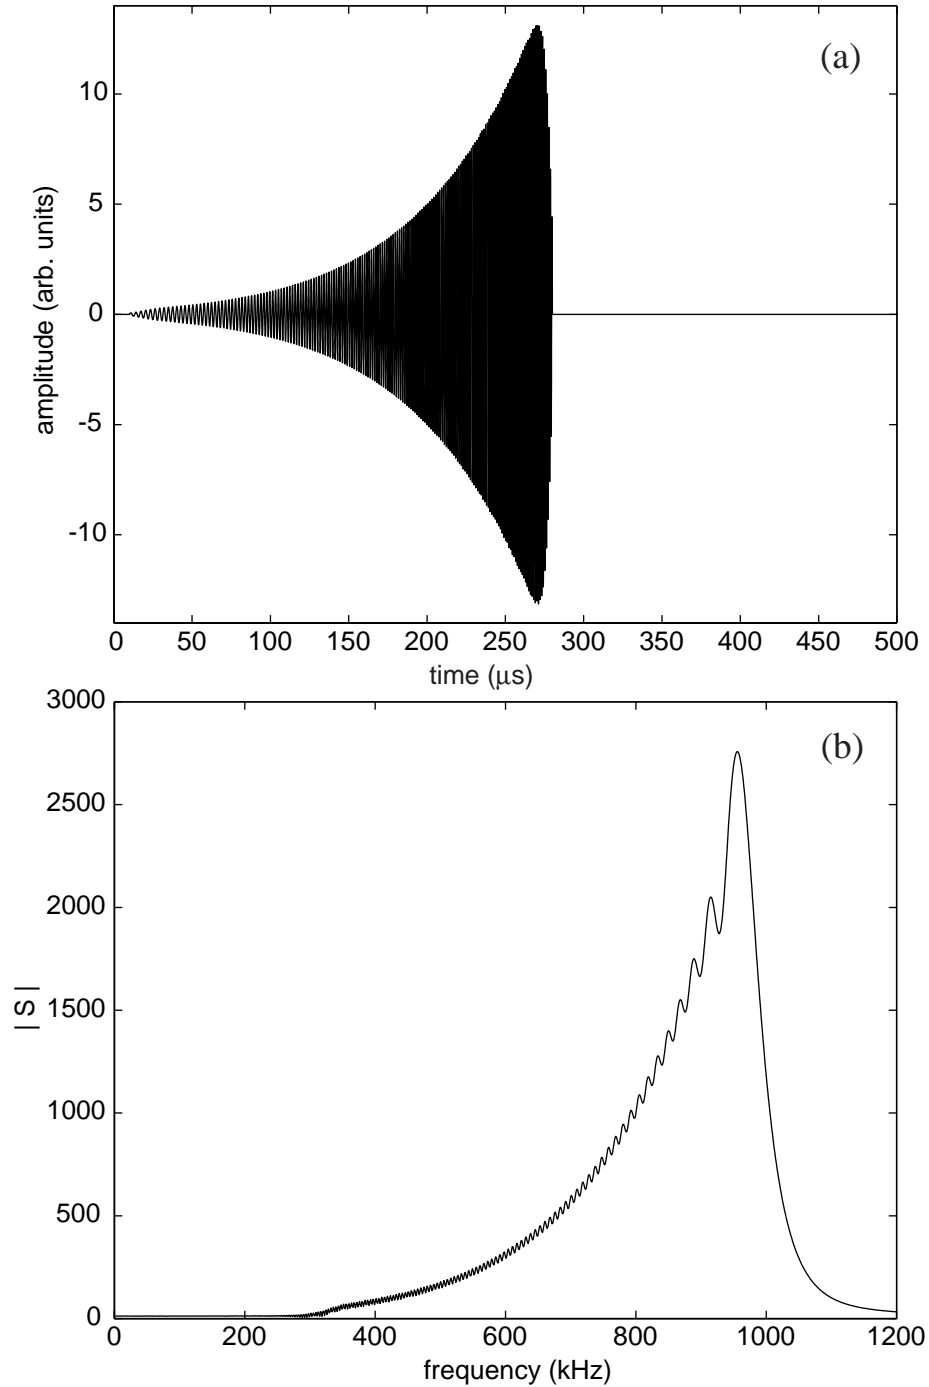 (a)
10
5
0
-5
-10
amplitude (arb. units)
0 50 100 150 200 250 300 350 400 450 500
time (μs)
(b)
3000
2500
2000
1500
1000
500
0
| S |
0 200 400 600 800 1000 1200
frequency (kHz)